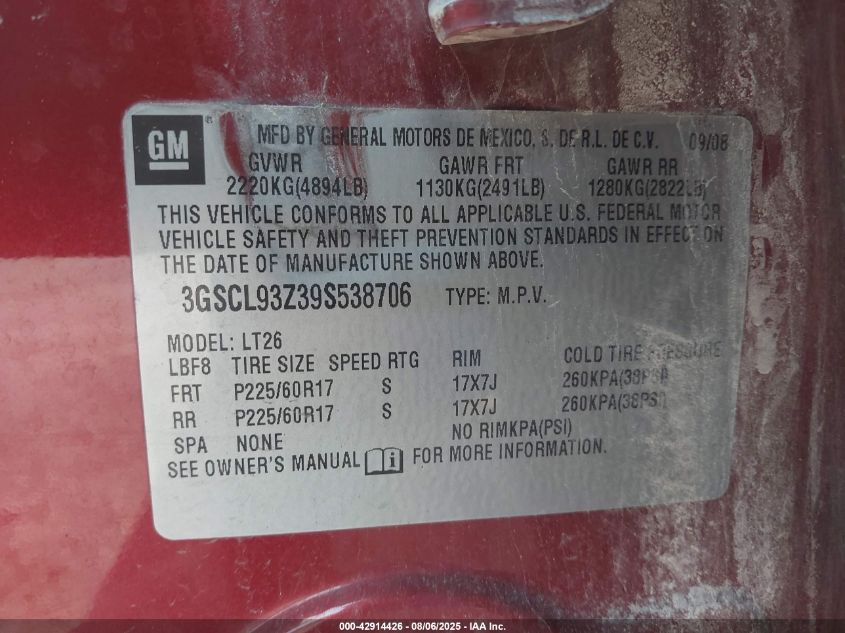 GM ® MFD BY GENERAL MOTORS DE MEXICO, S. DE R.L. DE C.V. 09/08
GVWR GAWR FRT GAWR RR
2220KG(4894LB) 1130KG(2491LB) 1280KG(2822LB)
THIS VEHICLE CONFORMS TO ALL APPLICABLE U.S. FEDERAL MOTOR
VEHICLE SAFETY AND THEFT PREVENTION STANDARDS IN EFFECT ON
THE DATE OF MANUFACTURE SHOWN ABOVE.
3GSCL93Z39S538706 TYPE: M.P.V.
MODEL: LT26
LBF8 TIRE SIZE SPEED RTG RIM COLD TIRE PRESSURE
FRT P225/60R17 S 17X7J 260KPA(38PSI)
RR P225/60R17 S 17X7J 260KPA(38PSI)
SPA NONE NO RIMKPA(PSI)
SEE OWNER'S MANUAL i FOR MORE INFORMATION.
000-42914426 - 08/06/2025 - IAA Inc.